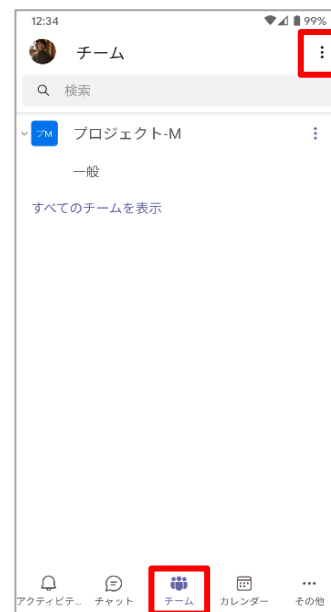 12:34 99%
チーム
検索
プM プロジェクト-M
一般
すべてのチームを表示
アクティビテ... チャット チーム カレンダー その他